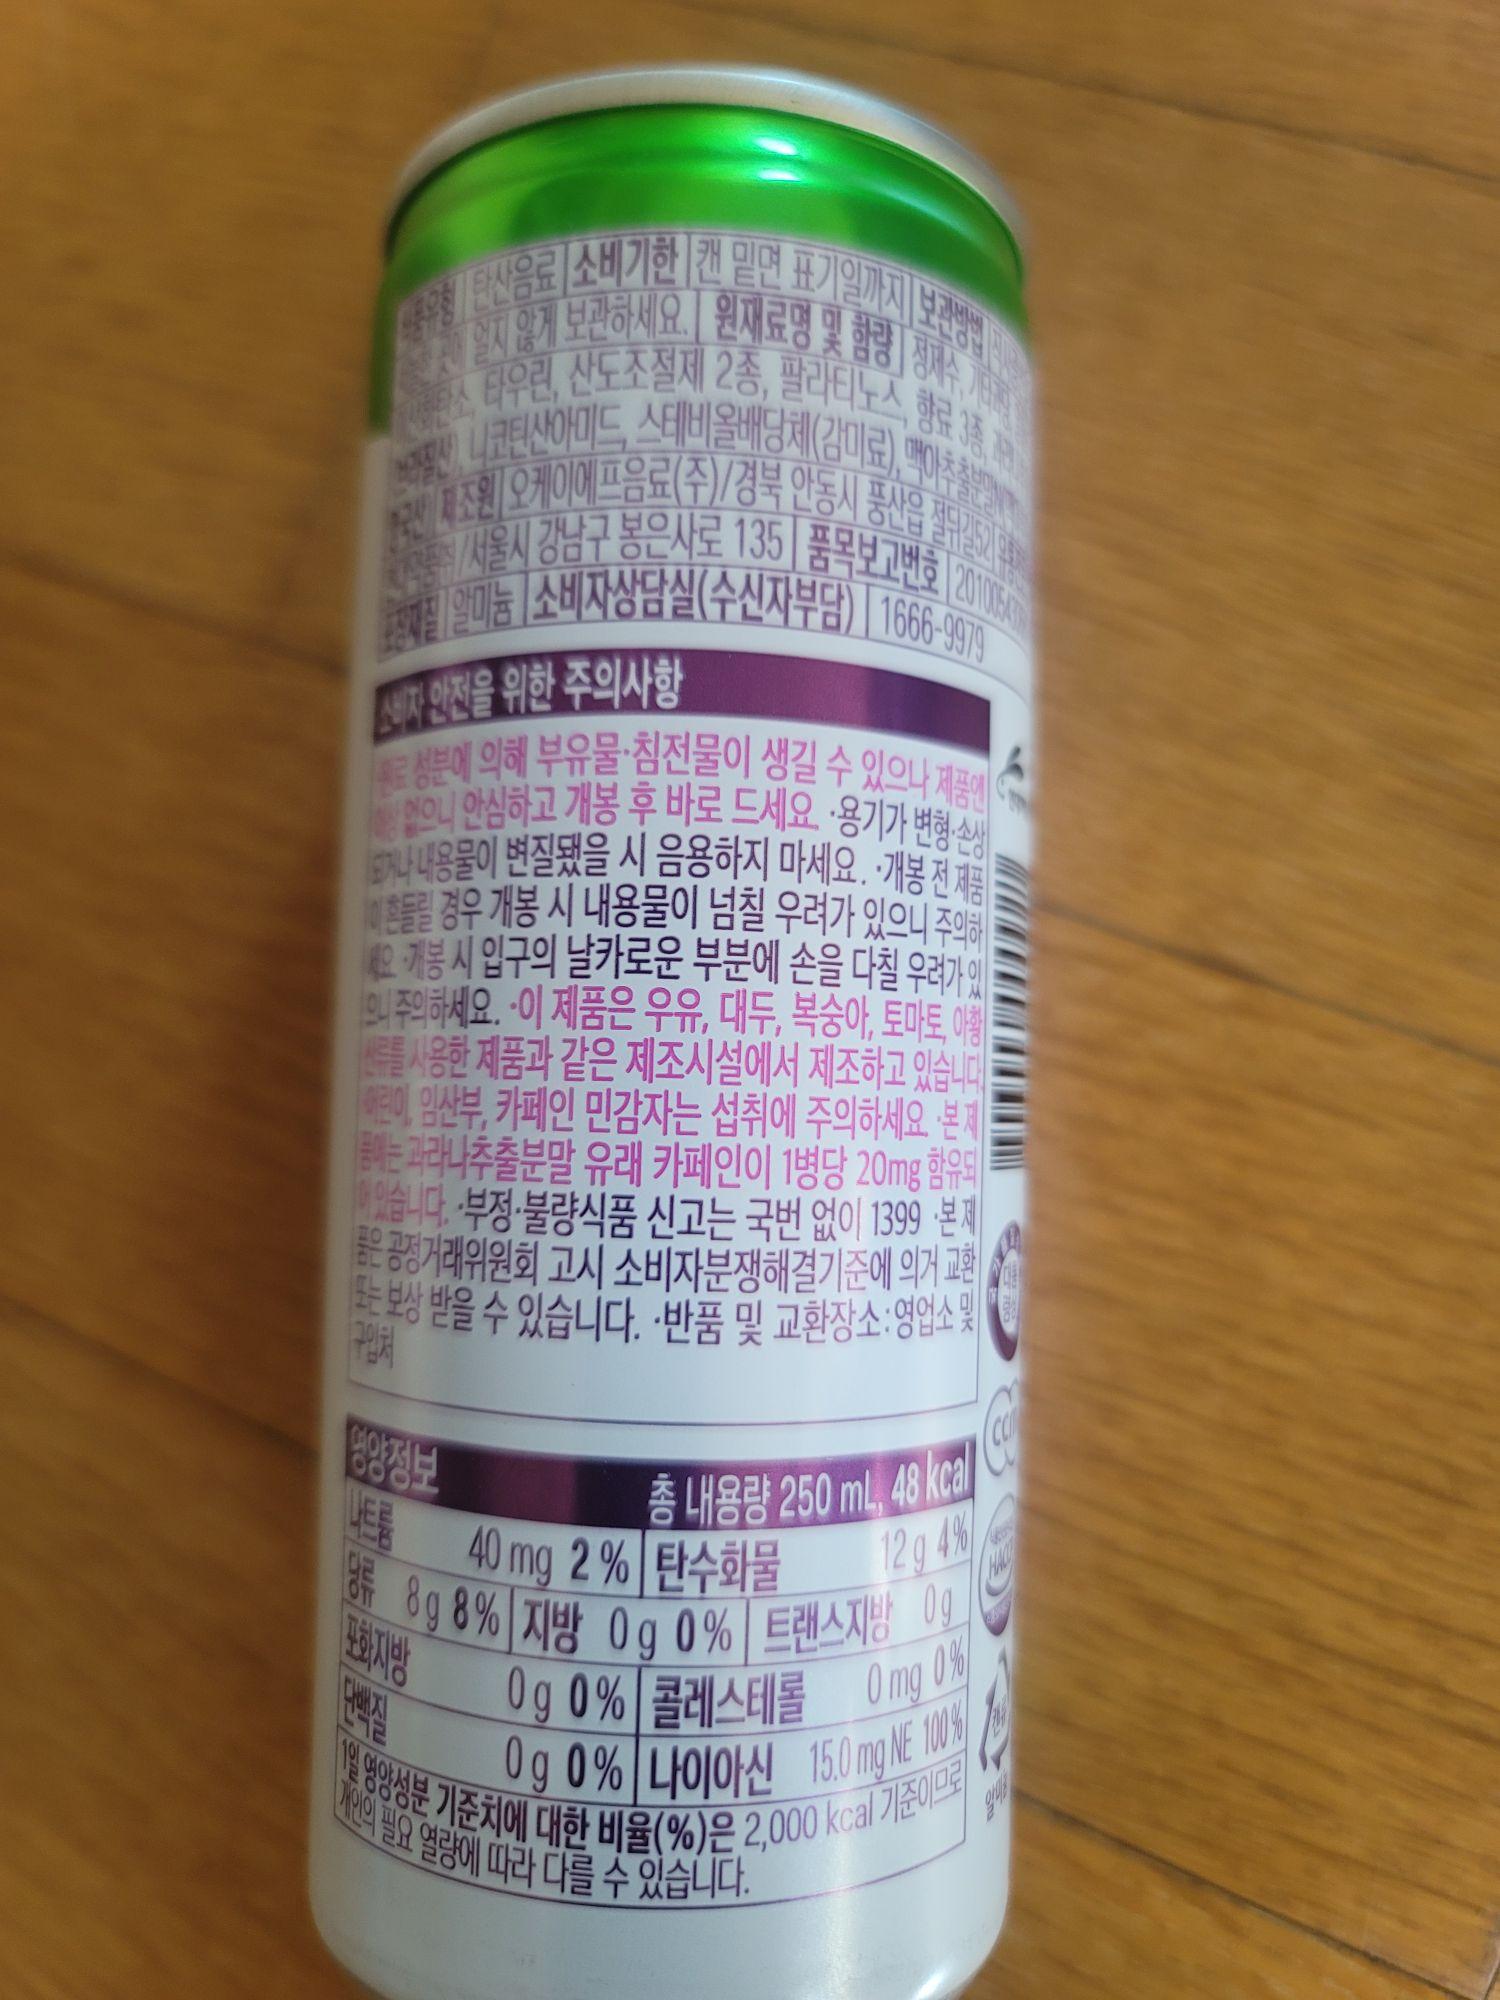 탄산음료 | 소비기한 | 캔 밑면 표기일까지 | 보관방법
얼지 않게 보관하세요. | 원재료명 및 함량 | 정제수,
타우린, 산도조절제 2종, 팔라티노스, 향료 3종,
니코틴산아미드, 스테비올배당체(감미료), 맥아추출분말
제조원 | 오케이에프음료(주)/경북 안동시 풍산읍 절뒤길52
/서울시 강남구 봉은사로 135 | 품목보고번호
포장재질 | 알미늄 | 소비자상담실(수신자부담) | 1666-9979
소비자 안전을 위한 주의사항
·원료 성분에 의해 부유물·침전물이 생길 수 있으나 제품엔
이상 없으니 안심하고 개봉 후 바로 드세요. ·용기가 변형·손상
되거나 내용물이 변질됐을 시 음용하지 마세요. ·개봉 전 제품
이 흔들릴 경우 개봉 시 내용물이 넘칠 우려가 있으니 주의하
세요. ·개봉 시 입구의 날카로운 부분에 손을 다칠 우려가 있
으니 주의하세요. ·이 제품은 우유, 대두, 복숭아, 토마토, 아황
산류를 사용한 제품과 같은 제조시설에서 제조하고 있습니다.
·어린이, 임산부, 카페인 민감자는 섭취에 주의하세요. ·본 제
품에는 과라나추출분말 유래 카페인이 1병당 20mg 함유되
어 있습니다. ·부정·불량식품 신고는 국번 없이 1399 ·본 제
품은 공정거래위원회 고시 소비자분쟁해결기준에 의거 교환
또는 보상 받을 수 있습니다. ·반품 및 교환장소:영업소 및
구입처
영양정보 총 내용량 250 mL, 48 kcal
나트륨 40 mg 2% | 탄수화물 12 g 4%
당류 8 g 8% | 지방 0 g 0% | 트랜스지방 0 g
포화지방 0 g 0% | 콜레스테롤 0 mg 0%
단백질 0 g 0% | 나이아신 15.0 mg NE 100%
1일 영양성분 기준치에 대한 비율(%)은 2,000 kcal 기준이므로
개인의 필요 열량에 따라 다를 수 있습니다.